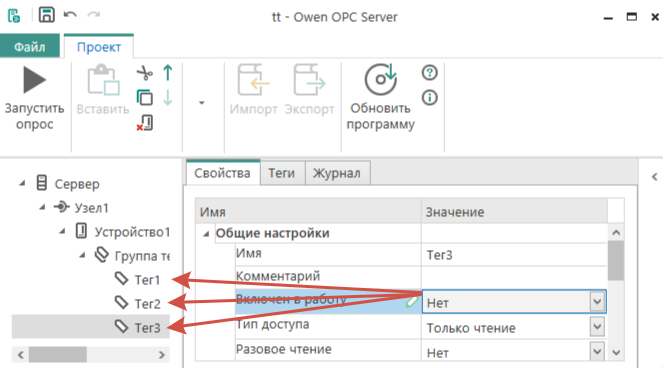 tt - Owen OPC Server
Файл Проект
Запустить опрос
Вставить
Импорт Экспорт
Обновить программу
Сервер
Узел1
Устройство1
Группа те
Тег1
Тег2
Тег3
Свойства Теги Журнал
Имя Значение
Общие настройки
Имя Тег3
Комментарий
Включен в работу Нет
Тип доступа Только чтение
Разовое чтение Нет